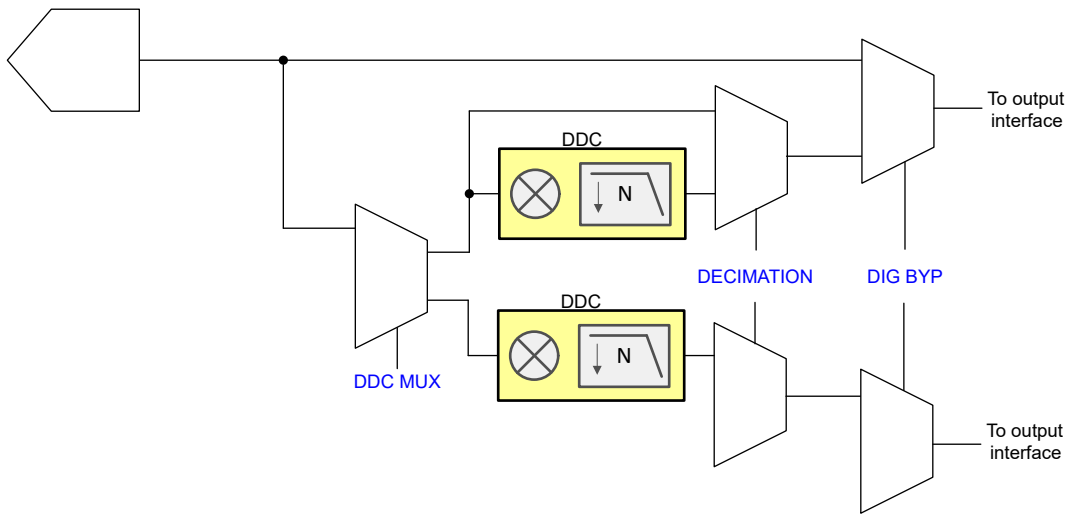 To output
interface
DDC
N
DECIMATION
DIG BYP
DDC
N
DDC MUX
To output
interface